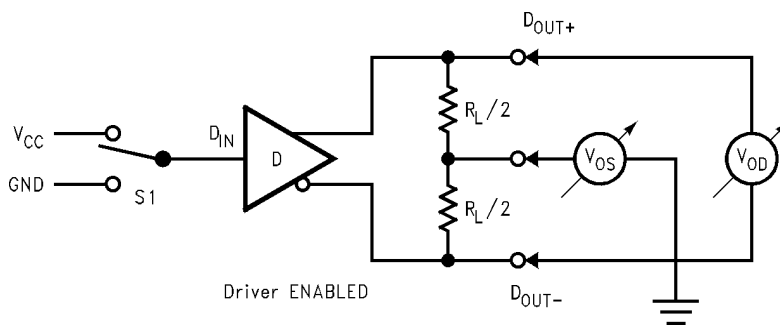 DOUT+
VCC
DIN
RL/2
D
VOS
VOD
GND
S1
RL/2
Driver ENABLED
DOUT-